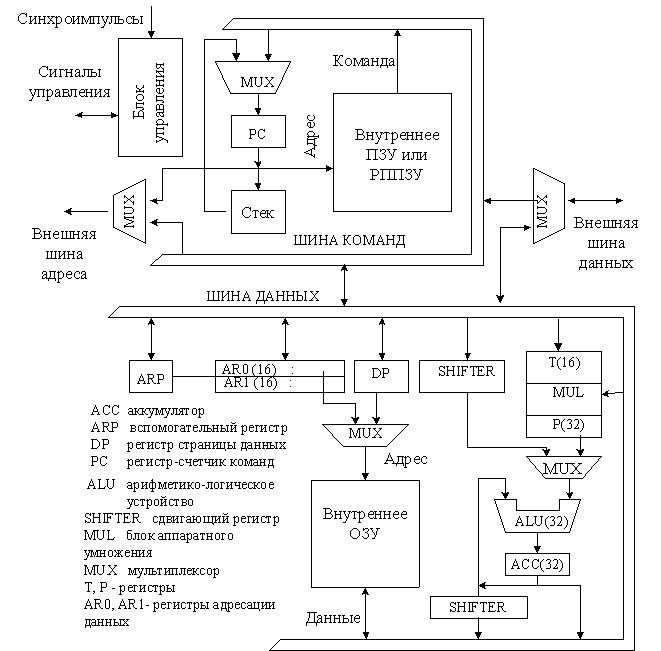 Синхроимпульсы
Сигналы
управления
Блок
управления
MUX
PC
Стек
Адрес
Команда
Внутреннее
ПЗУ или
РППЗУ
MUX
Внешняя
шина
адреса
ШИНА КОМАНД
MUX
Внешняя
шина
данных
ШИНА ДАННЫХ
ARP
AR0 (16) :
AR1 (16) :
DP
SHIFTER
T(16)
MUL
P(32)
MUX
Адрес
MUX
Внутреннее
ОЗУ
ALU(32)
ACC(32)
SHIFTER
Данные
ACC аккумулятор
ARP вспомогательный регистр
DP регистр страницы данных
PC регистр-счетчик команд
ALU арифметико-логическое
устройство
SHIFTER сдвигающий регистр
MUL блок аппаратного
умножения
MUX мультиплексор
T, P - регистры
AR0, AR1- регистры адресации
данных